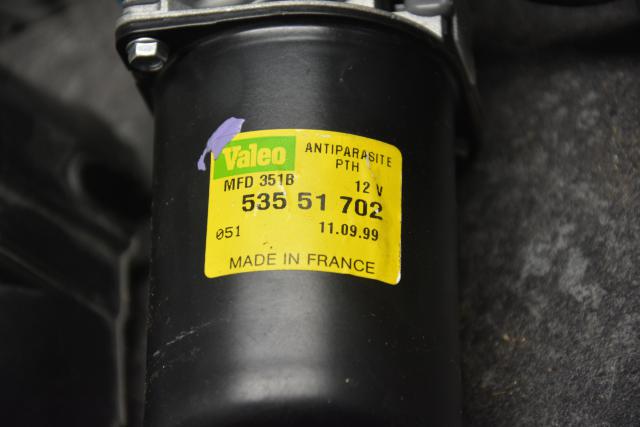 Valeo ANTIPARASITE
PTH
MFD 351B 12 V
535 51 702
051 11.09.99
MADE IN FRANCE